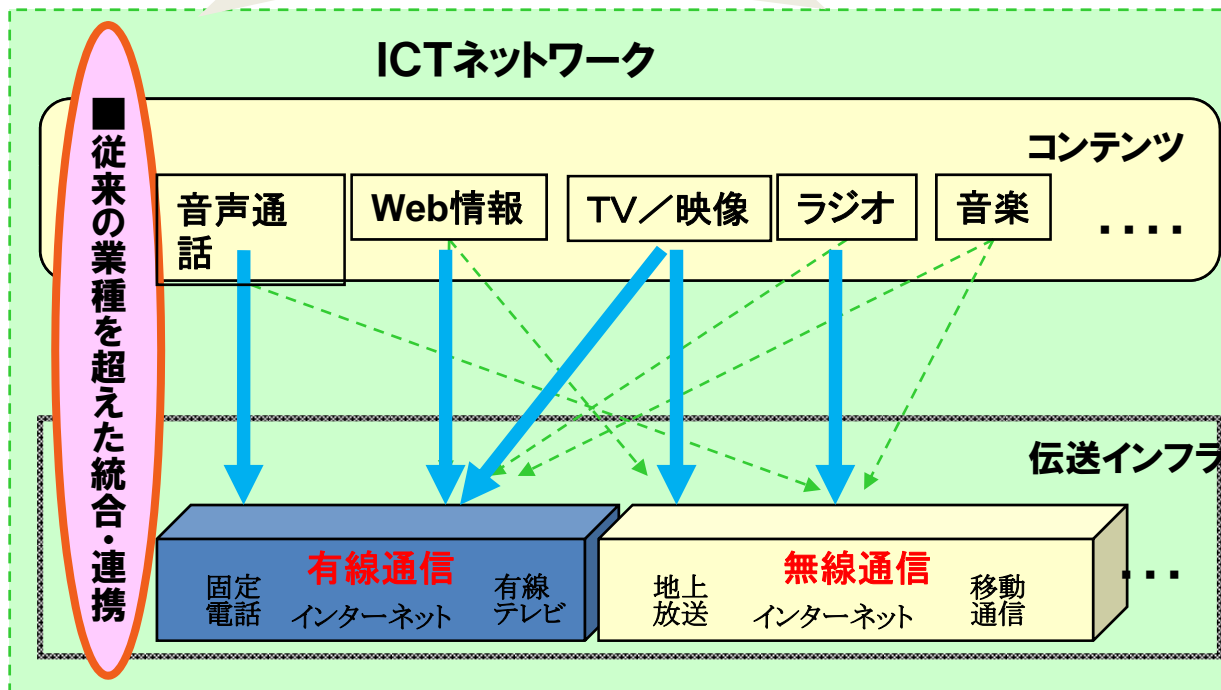 ICTネットワーク
■従来の業種を超えた統合・連携
コンテンツ
音声通
話
Web情報
TV／映像
ラジオ
音楽
....
伝送インフラ
有線通信
固定
電話
インターネット
有線
テレビ
無線通信
地上
放送
インターネット
移動
通信
...